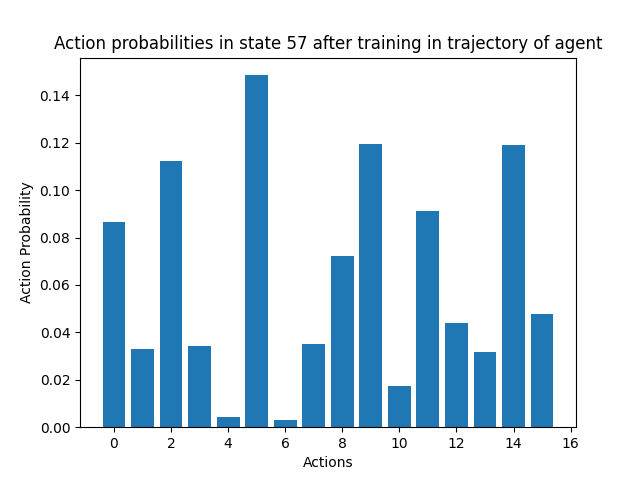 Action probabilities in state 57 after training in trajectory of agent
0.14
0.12
0.10
0.08
0.06
0.04
0.02
0.00
Action Probability
0 2 4 6 8 10 12 14 16
Actions